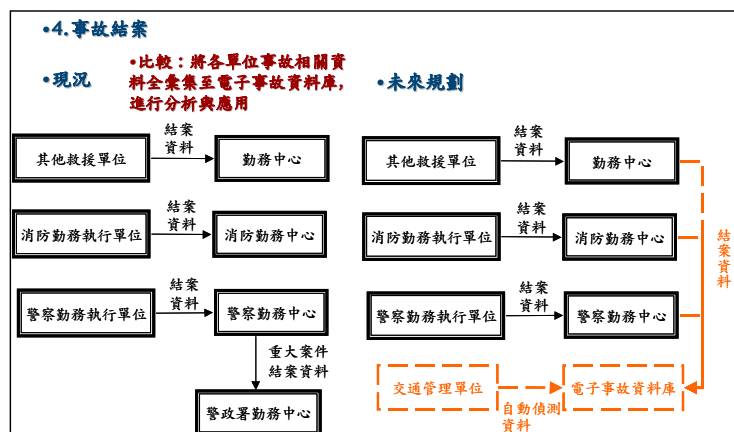 •4.事故結案
•現況
•比較：將各單位事故相關資
料全彙集至電子事故資料庫,
進行分析與應用
•未來規劃
其他救援單位
結案
資料
勤務中心
消防勤務執行單位
結案
資料
消防勤務中心
警察勤務執行單位
結案
資料
警察勤務中心
重大案件
結案資料
警政署勤務中心
其他救援單位
結案
資料
勤務中心
消防勤務執行單位
結案
資料
消防勤務中心
警察勤務執行單位
結案
資料
警察勤務中心
結案資料
交通管理單位
自動偵測
資料
電子事故資料庫